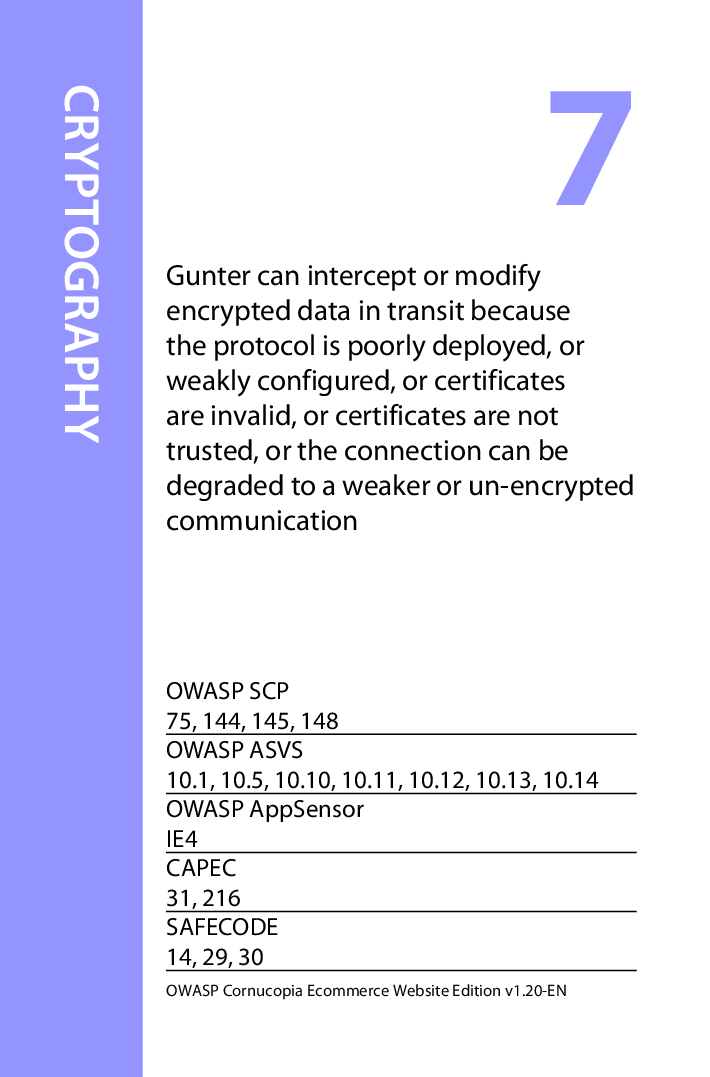 CRYPTOGRAPHY
7
Gunter can intercept or modify
encrypted data in transit because
the protocol is poorly deployed, or
weakly configured, or certificates
are invalid, or certificates are not
trusted, or the connection can be
degraded to a weaker or un-encrypted
communication
OWASP SCP
75, 144, 145, 148
OWASP ASVS
10.1, 10.5, 10.10, 10.11, 10.12, 10.13, 10.14
OWASP AppSensor
IE4
CAPEC
31, 216
SAFECODE
14, 29, 30
OWASP Cornucopia Ecommerce Website Edition v1.20-EN